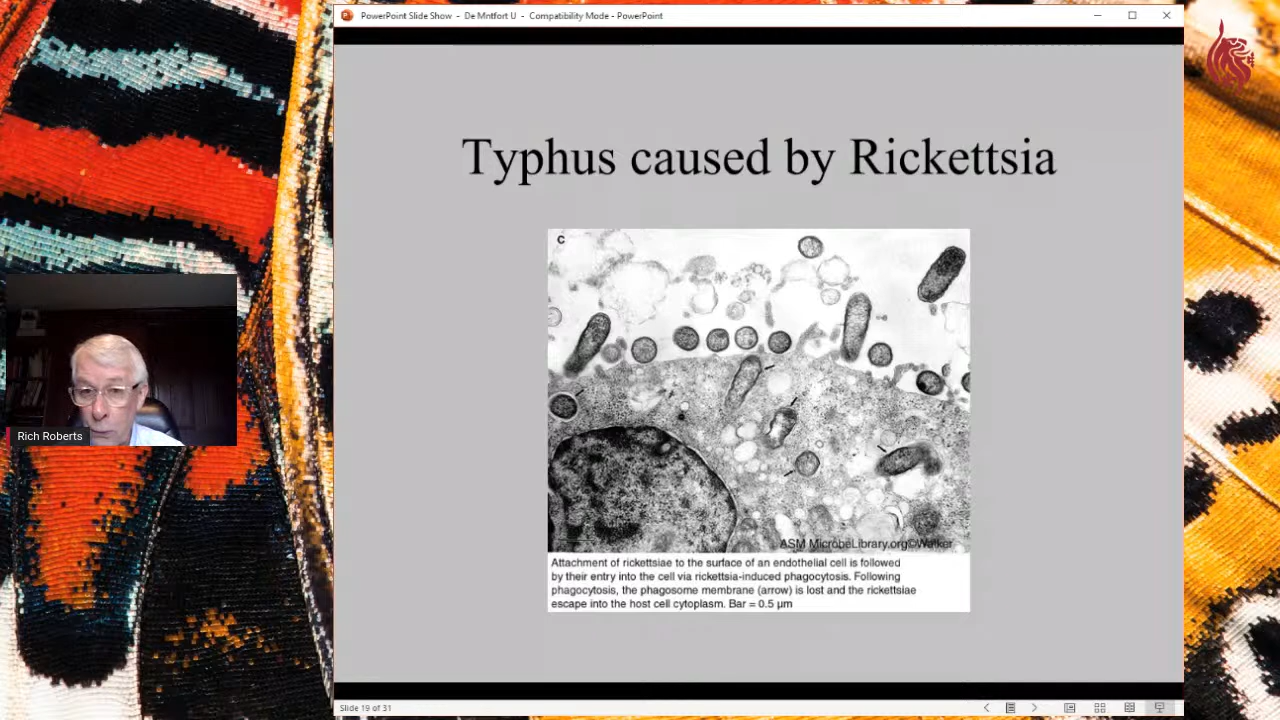 PowerPoint Slide Show - De Mntfort U - Compatibility Mode - PowerPoint
Typhus caused by Rickettsia
C
ASM MicrobeLibrary.org©Walker
Attachment of rickettsiae to the surface of an endothelial cell is followed
by their entry into the cell via rickettsia-induced phagocytosis. Following
phagocytosis, the phagosome membrane (arrow) is lost and the rickettsiae
escape into the host cell cytoplasm. Bar = 0.5 µm
Rich Roberts
Slide 19 of 31